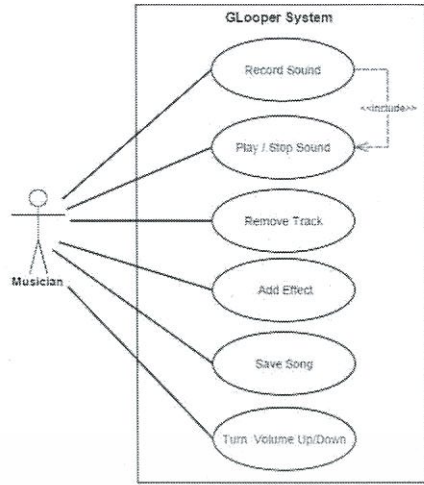 GLooper System
Record Sound
<<include>>
Play / Stop Sound
Remove Track
Musician
Add Effect
Save Song
Turn Volume Up/Down